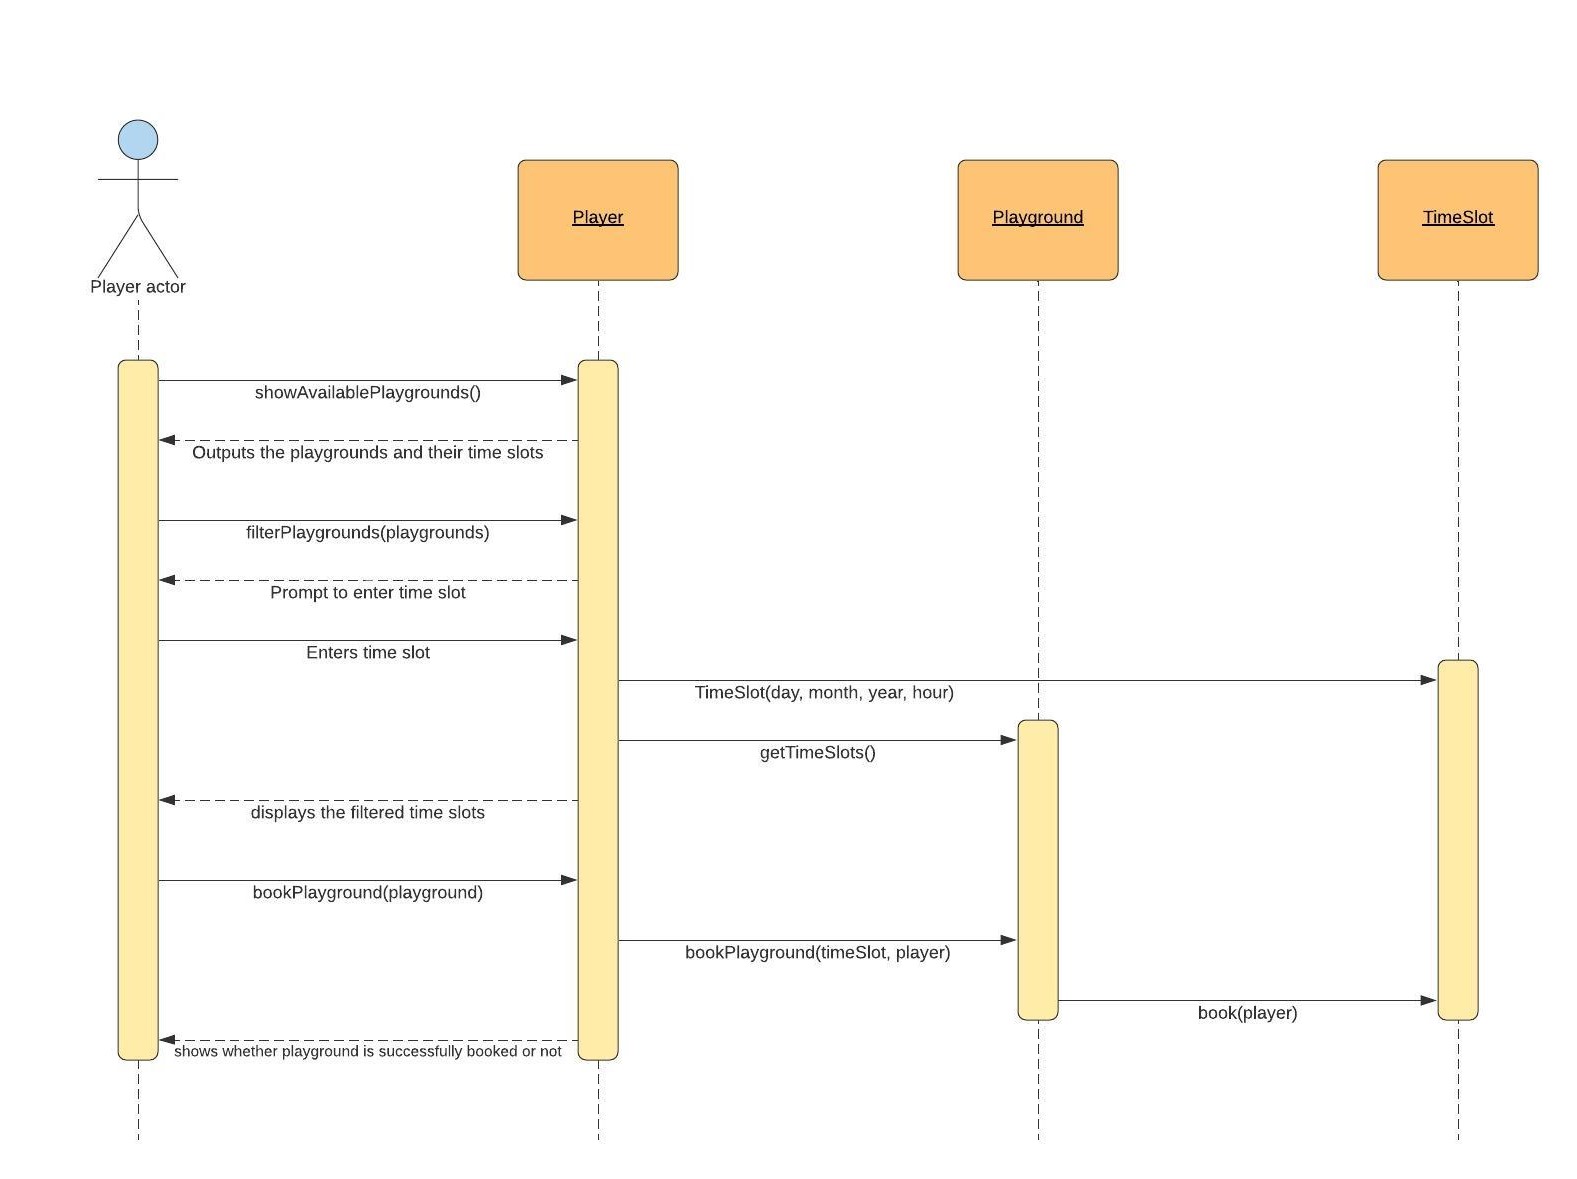 Player
Playground
TimeSlot
Player actor
showAvailablePlaygrounds()
Outputs the playgrounds and their time slots
filterPlaygrounds(playgrounds)
Prompt to enter time slot
Enters time slot
TimeSlot(day, month, year, hour)
getTimeSlots()
displays the filtered time slots
bookPlayground(playground)
bookPlayground(timeSlot, player)
book(player)
shows whether playground is successfully booked or not